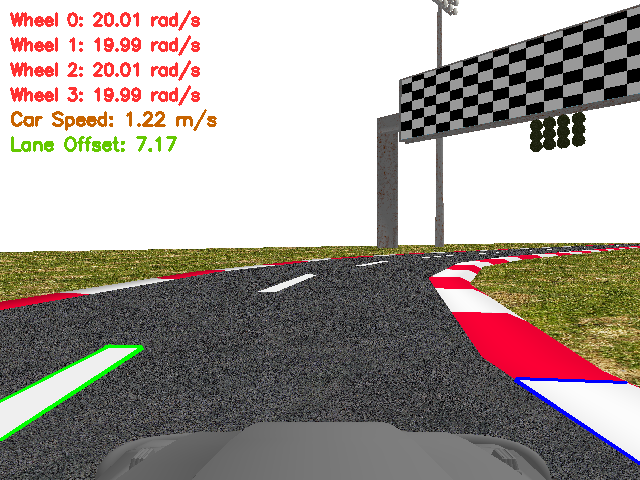 Wheel 0: 20.01 rad/s
Wheel 1: 19.99 rad/s
Wheel 2: 20.01 rad/s
Wheel 3: 19.99 rad/s
Car Speed: 1.22 m/s
Lane Offset: 7.17